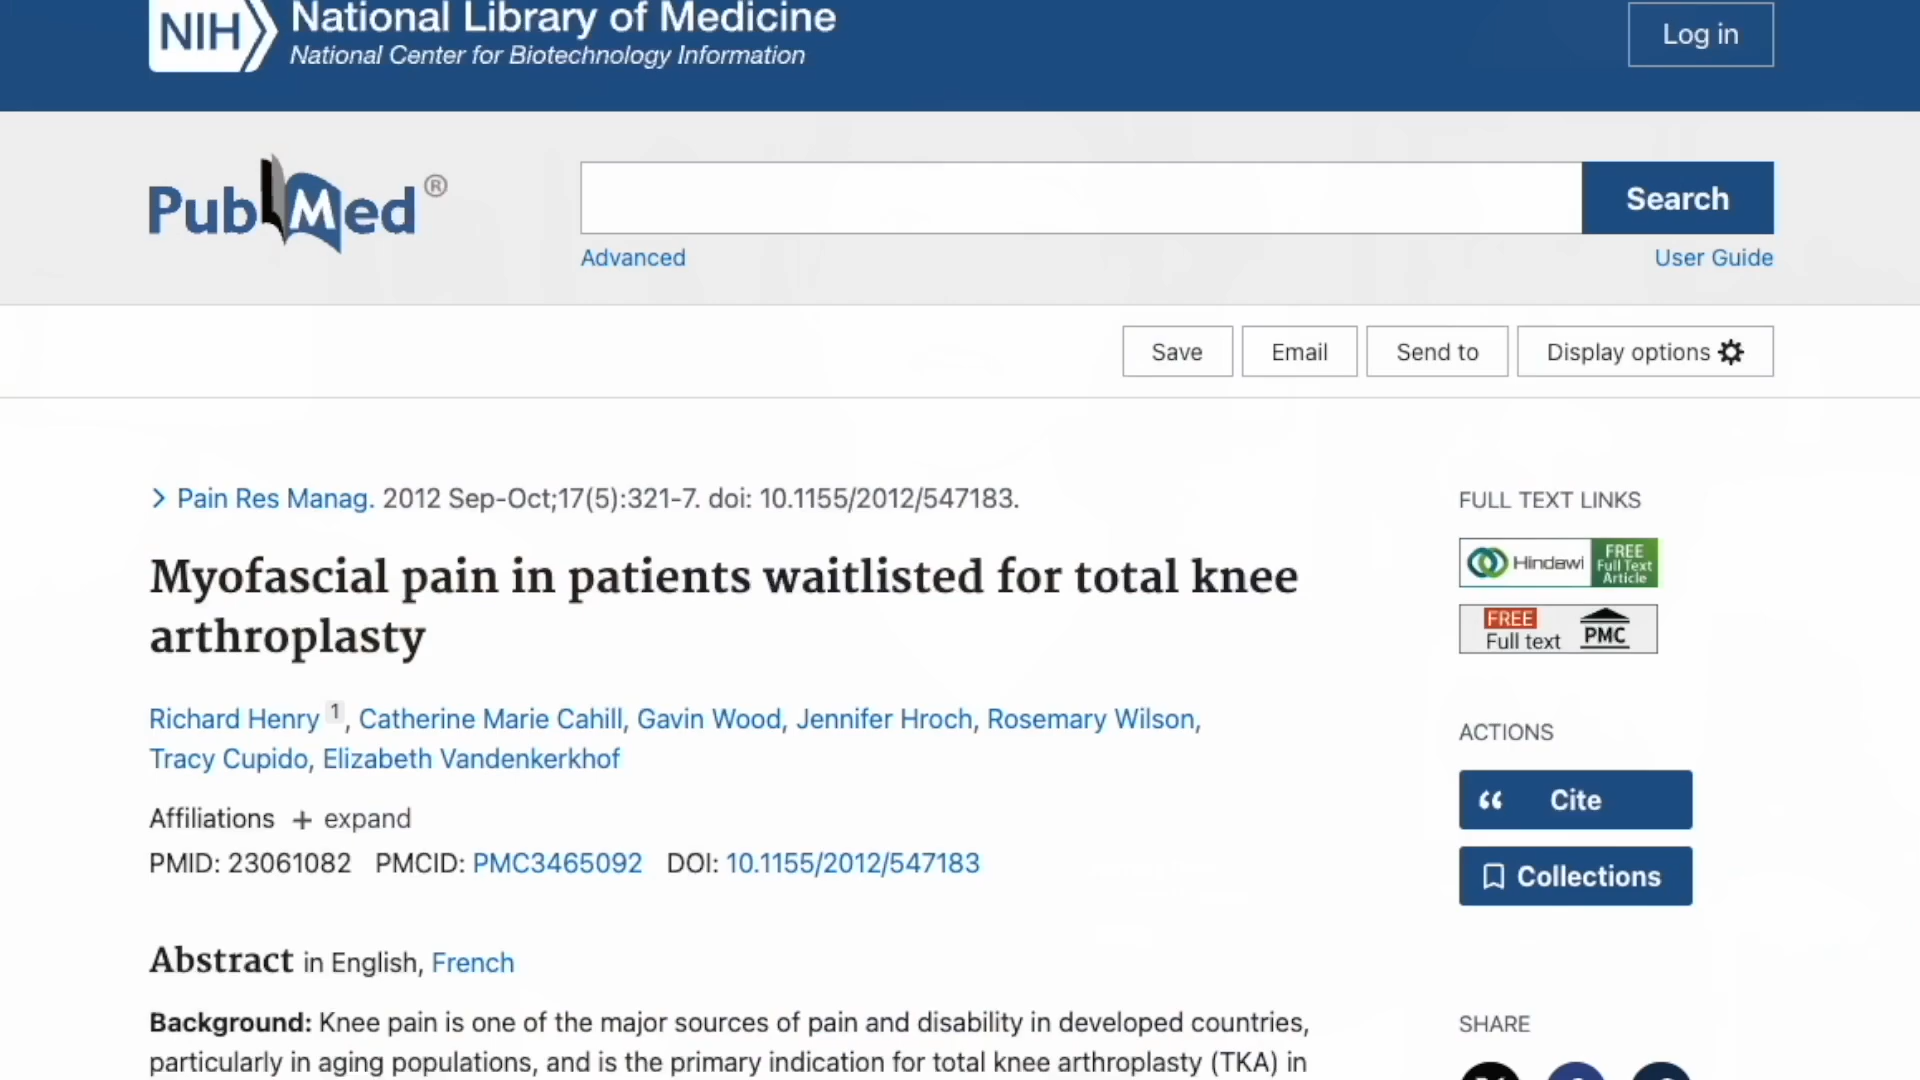 NIH National Library of Medicine
National Center for Biotechnology Information
Log in
PubMed®
Search
Advanced
User Guide
Save Email Send to Display options
Pain Res Manag. 2012 Sep-Oct;17(5):321-7. doi: 10.1155/2012/547183.
Myofascial pain in patients waitlisted for total knee
arthroplasty
Richard Henry 1, Catherine Marie Cahill, Gavin Wood, Jennifer Hroch, Rosemary Wilson,
Tracy Cupido, Elizabeth Vandenkerkhof
Affiliations + expand
PMID: 23061082 PMCID: PMC3465092 DOI: 10.1155/2012/547183
Abstract in English, French
Background: Knee pain is one of the major sources of pain and disability in developed countries,
particularly in aging populations, and is the primary indication for total knee arthroplasty (TKA) in
FULL TEXT LINKS
Hindawi
FREE
Full Text
Article
FREE
Full text PMC
ACTIONS
Cite
Collections
SHARE